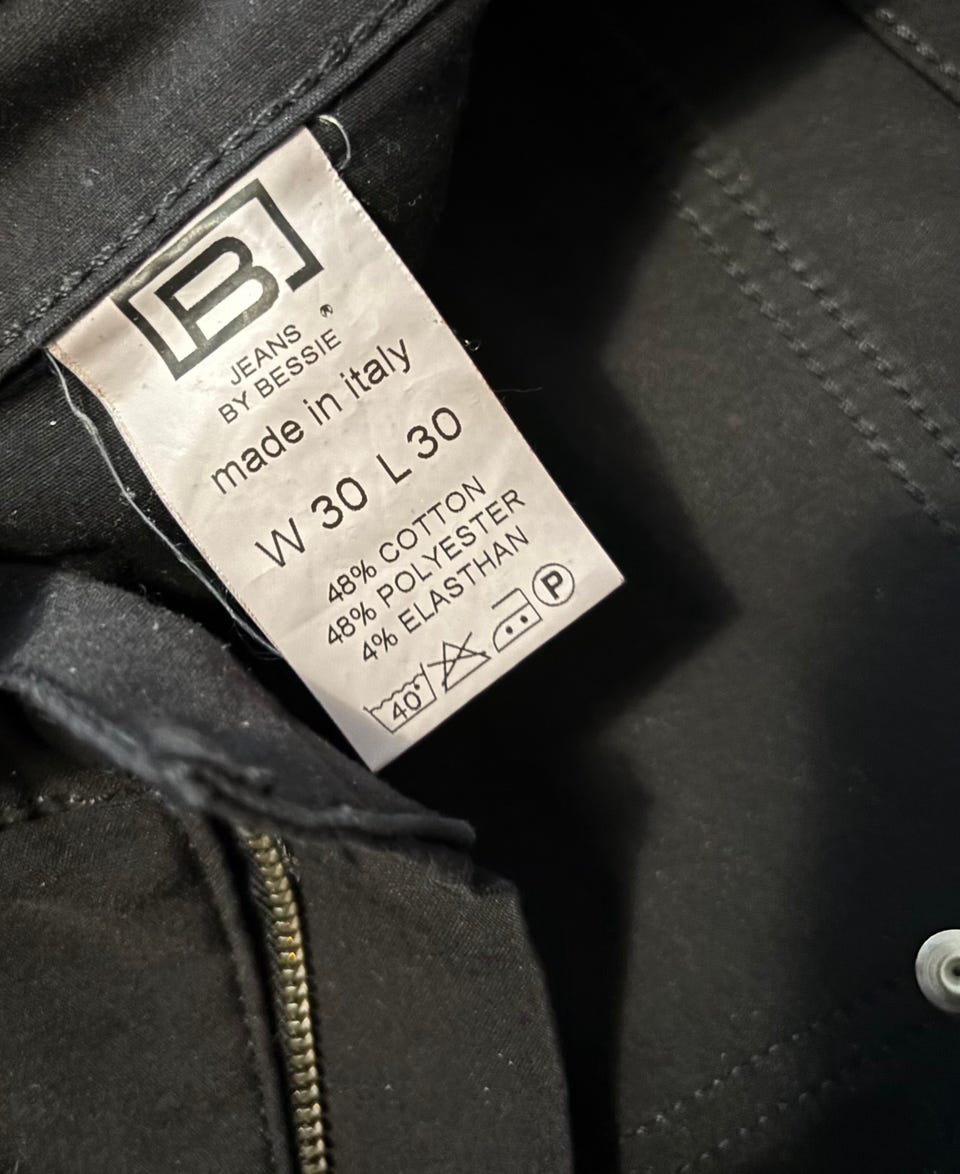 B
JEANS ®
BY BESSIE
made in italy
W 30 L 30
48% COTTON
48% POLYESTER
4% ELASTHAN
40° P